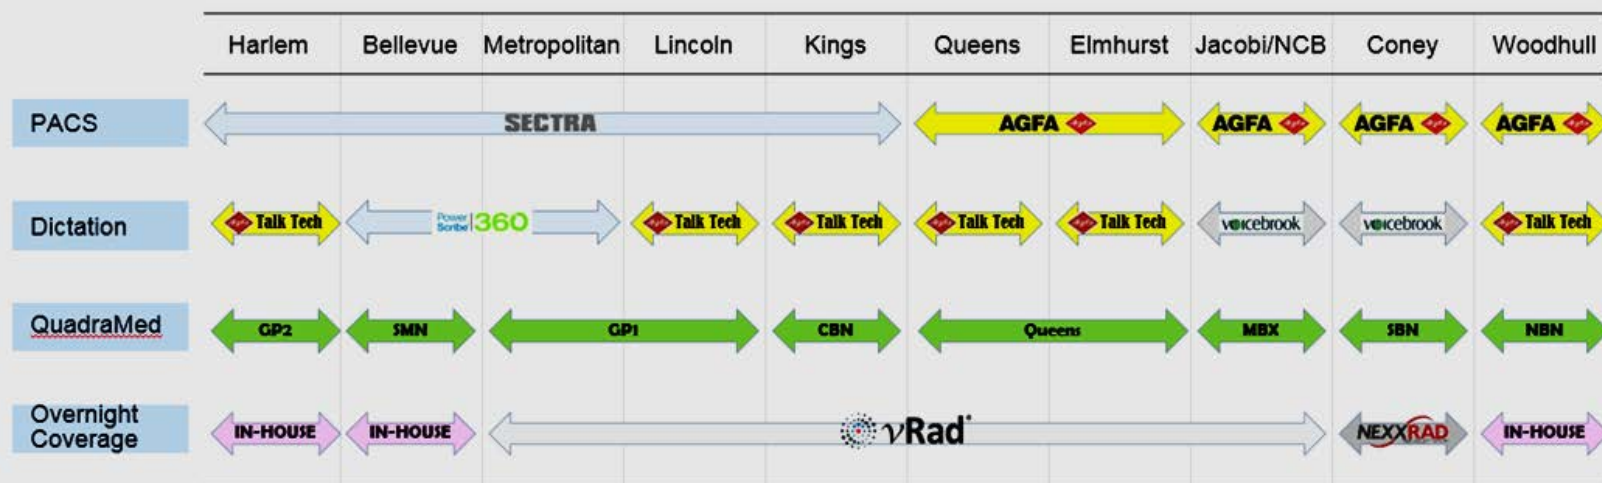 Harlem Bellevue Metropolitan Lincoln Kings Queens Elmhurst Jacobi/NCB Coney Woodhull
PACS SECTRA AGFA AGFA AGFA AGFA
Dictation Talk Tech Power Scribe 360 Talk Tech Talk Tech Talk Tech Talk Tech voicebrook voicebrook Talk Tech
QuadraMed GP2 SMN GP1 CBN Queens MBX SBN NBN
Overnight
Coverage IN-HOUSE IN-HOUSE vRad NEXXRAD IN-HOUSE